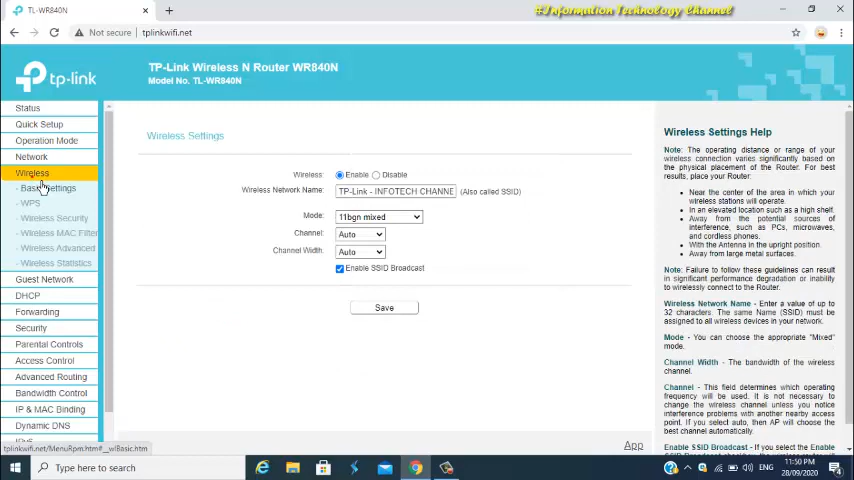 TL-WR840N
#Information Technology Channel
Not secure
tplinkwifi.net
tp-link
TP-Link Wireless N Router WR840N
Model No. TL-WR840N
Status
Quick Setup
Operation Mode
Network
Wireless
- Basic Settings
- WPS
- Wireless Security
- Wireless MAC Filter
- Wireless Advanced
- Wireless Statistics
Guest Network
DHCP
Forwarding
Security
Parental Controls
Access Control
Advanced Routing
Bandwidth Control
IP & MAC Binding
Dynamic DNS
IPv6
Wireless Settings
Wireless: Enable Disable
Wireless Network Name: TP-Link - INFOTECH CHANNE (Also called SSID)
Mode: 11bgn mixed
Channel: Auto
Channel Width: Auto
Enable SSID Broadcast
Save
App
Wireless Settings Help
Note: The operating distance or range of your
wireless connection varies significantly based on
the physical placement of the Router. For best
results, place your Router:
Near the center of the area in which your
wireless stations will operate.
In an elevated location such as a high shelf.
Away from the potential sources of
interference, such as PCs, microwaves,
and cordless phones.
With the Antenna in the upright position.
Away from large metal surfaces.
Note: Failure to follow these guidelines can result
in significant performance degradation or inability
to wirelessly connect to the Router.
Wireless Network Name - Enter a value of up to
32 characters. The same Name (SSID) must be
assigned to all wireless devices in your network.
Mode - You can choose the appropriate "Mixed"
mode.
Channel Width - The bandwidth of the wireless
channel.
Channel - This field determines which operating
frequency will be used. It is not necessary to
change the wireless channel unless you notice
interference problems with another nearby access
point. If you select auto, then AP will choose the
best channel automatically.
Enable SSID Broadcast - If you select the Enable
tplinkwifi.net/MenuRpm.htm#__wlBasic.htm
Type here to search
ENG
11:50 PM
28/09/2020
4